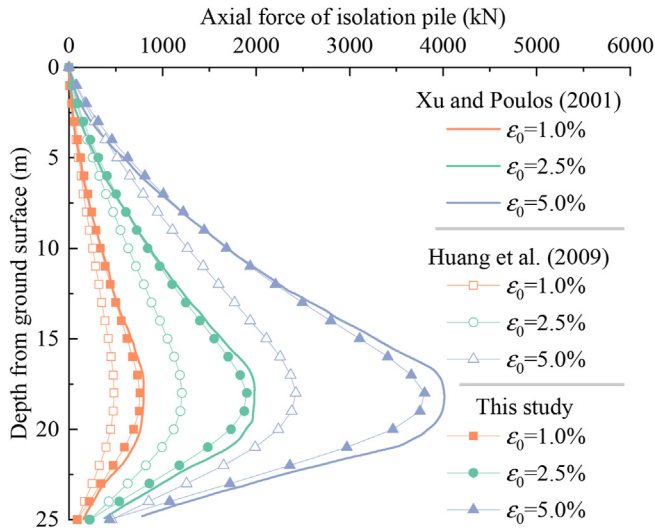 Axial force of isolation pile (kN)
0 1000 2000 3000 4000 5000 6000
Depth from ground surface (m)
0
5
10
15
20
25
Xu and Poulos (2001)
ε₀=1.0%
ε₀=2.5%
ε₀=5.0%
Huang et al. (2009)
ε₀=1.0%
ε₀=2.5%
ε₀=5.0%
This study
ε₀=1.0%
ε₀=2.5%
ε₀=5.0%